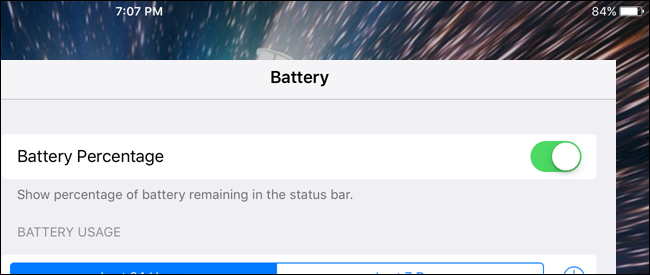 7:07 PM 84%
Battery
Battery Percentage
Show percentage of battery remaining in the status bar.
BATTERY USAGE